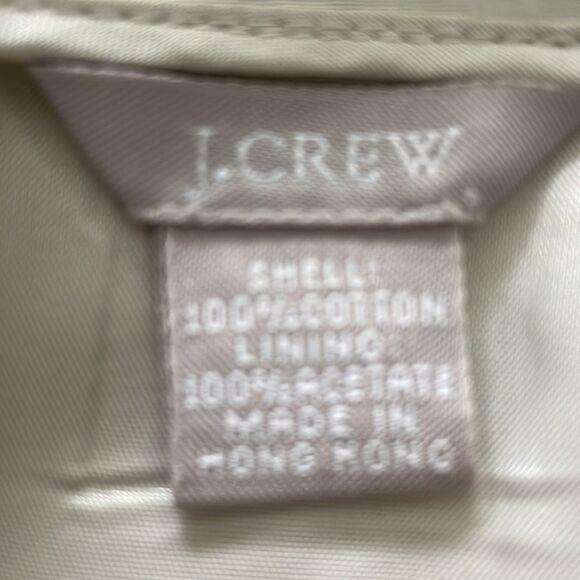 J.CREW
SHELL:
100%COTTON
LINING
100%ACETATE
MADE IN
HONG KONG